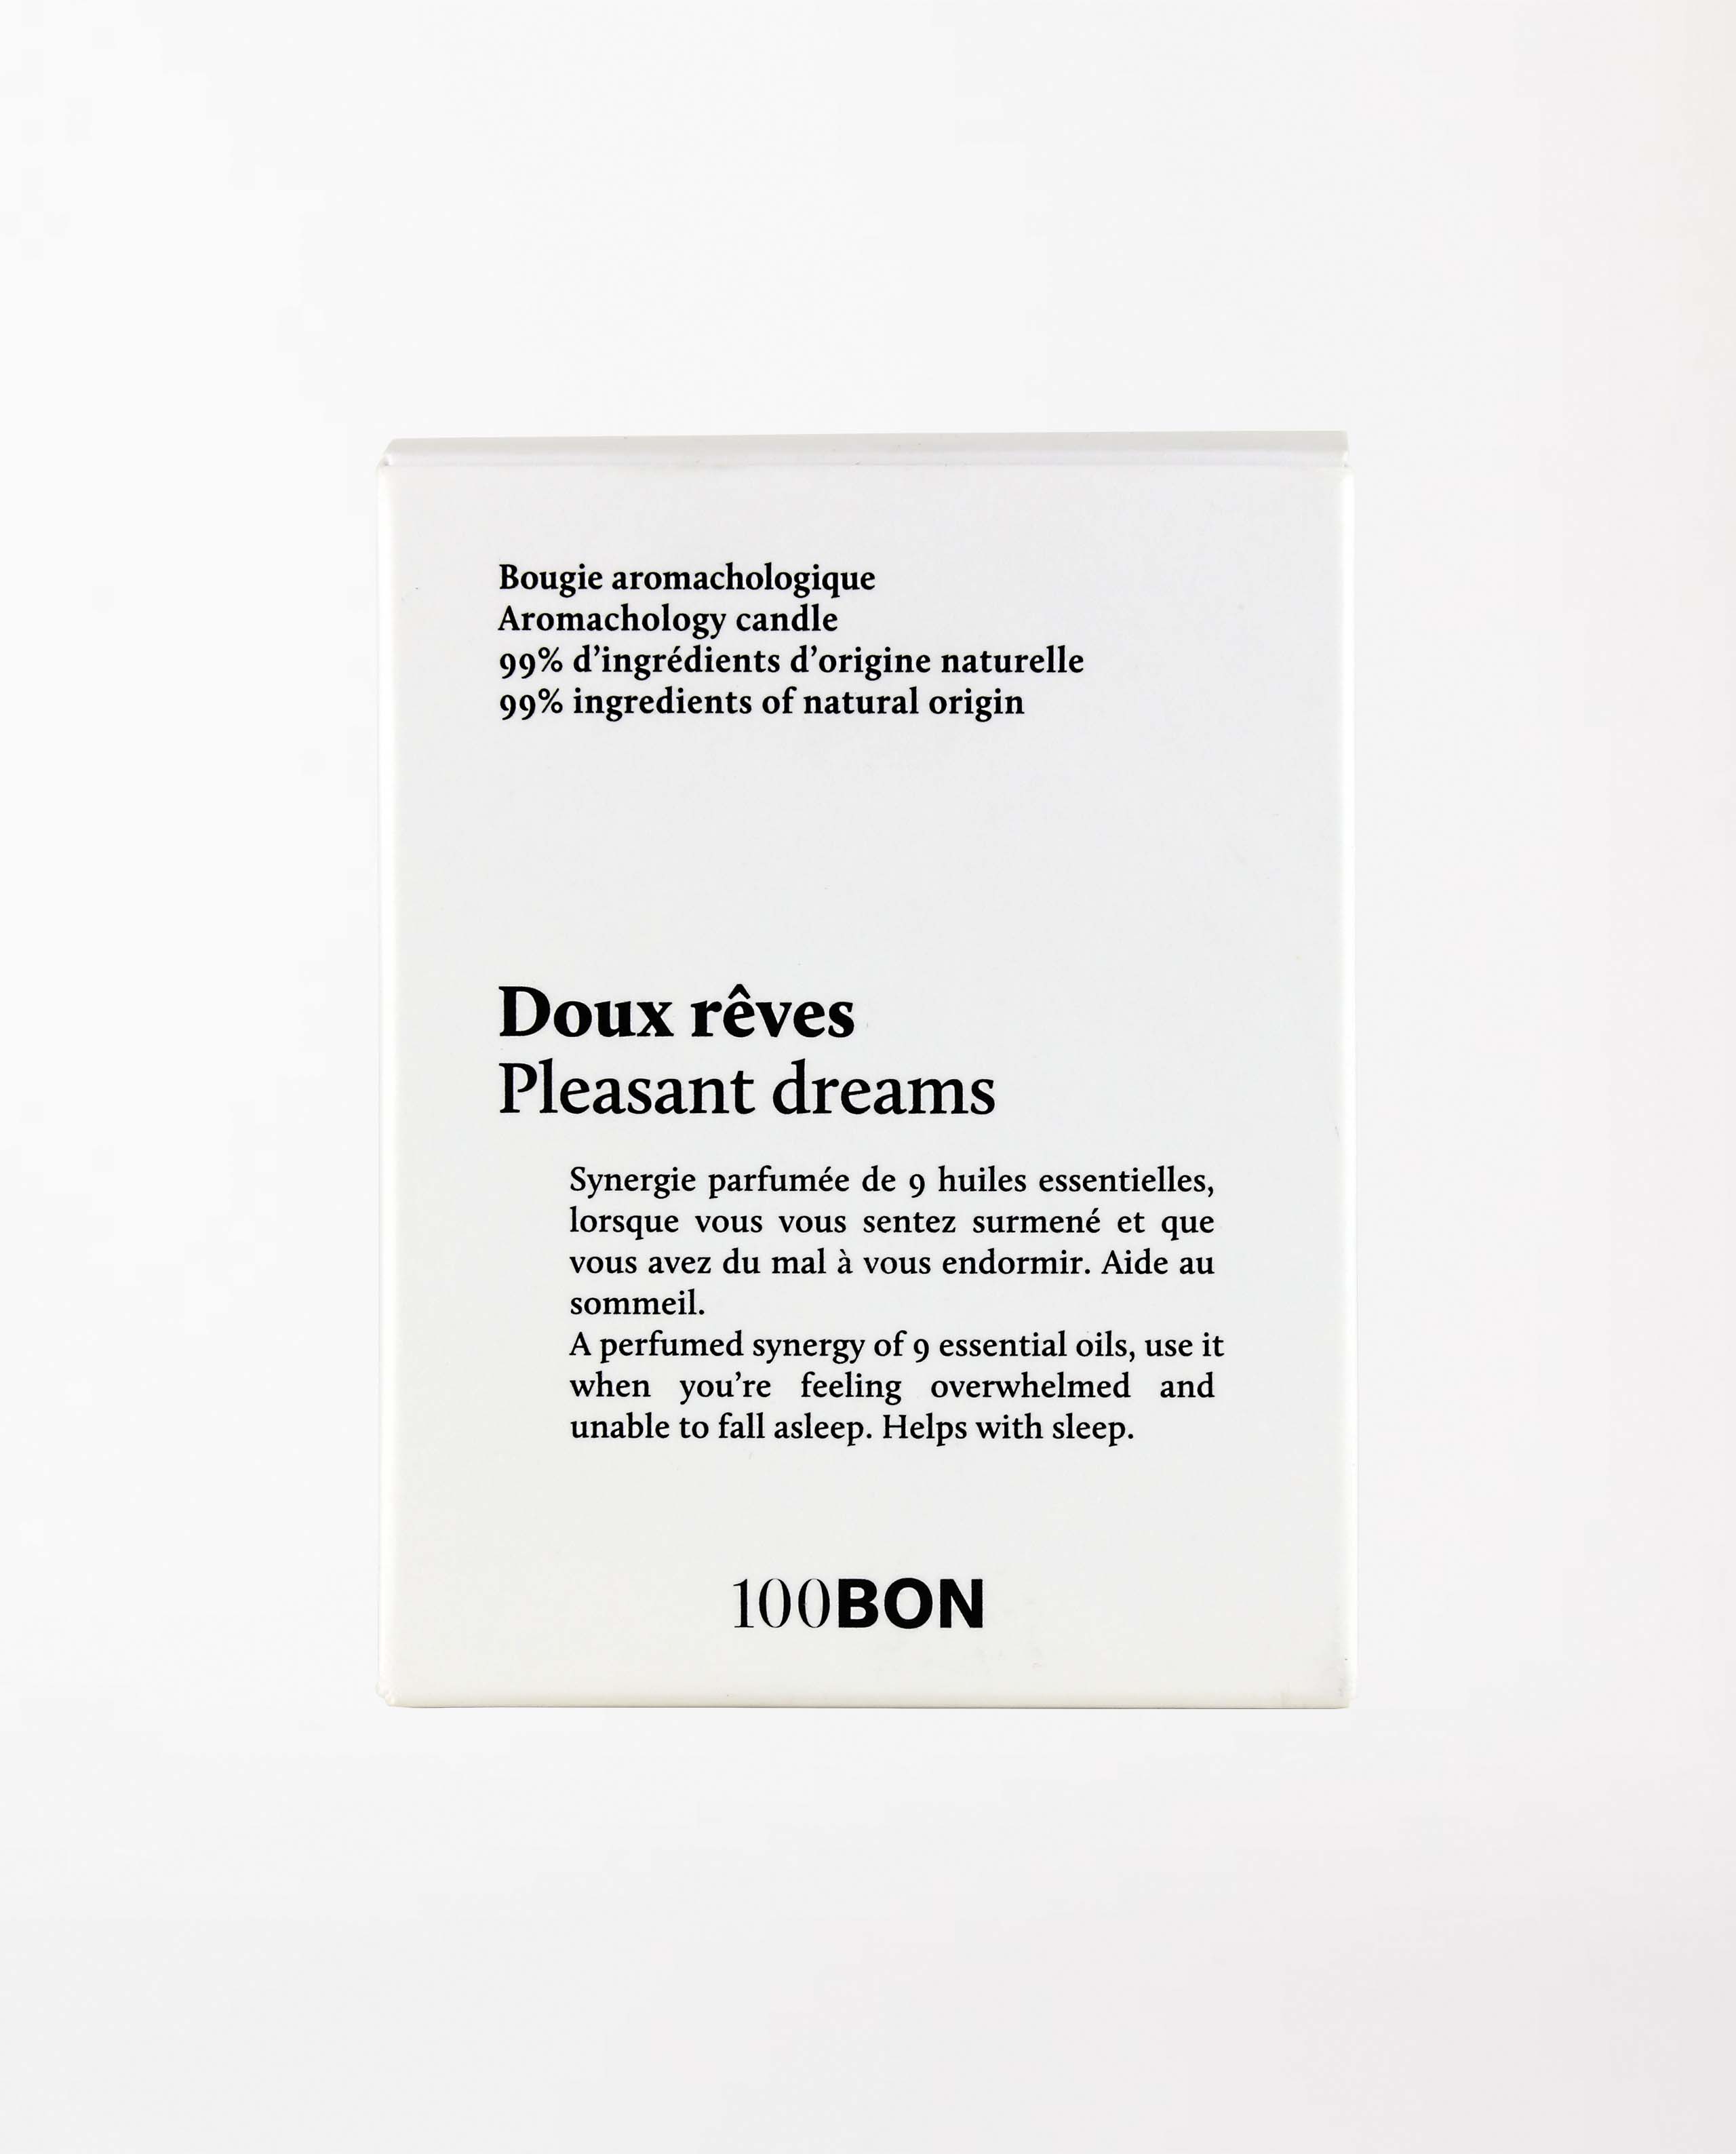 Bougie aromachologique
Aromachology candle
99% d’ingrédients d’origine naturelle
99% ingredients of natural origin
Doux rêves
Pleasant dreams
Synergie parfumée de 9 huiles essentielles,
lorsque vous vous sentez surmené et que
vous avez du mal à vous endormir. Aide au
sommeil.
A perfumed synergy of 9 essential oils, use it
when you’re feeling overwhelmed and
unable to fall asleep. Helps with sleep.
100BON